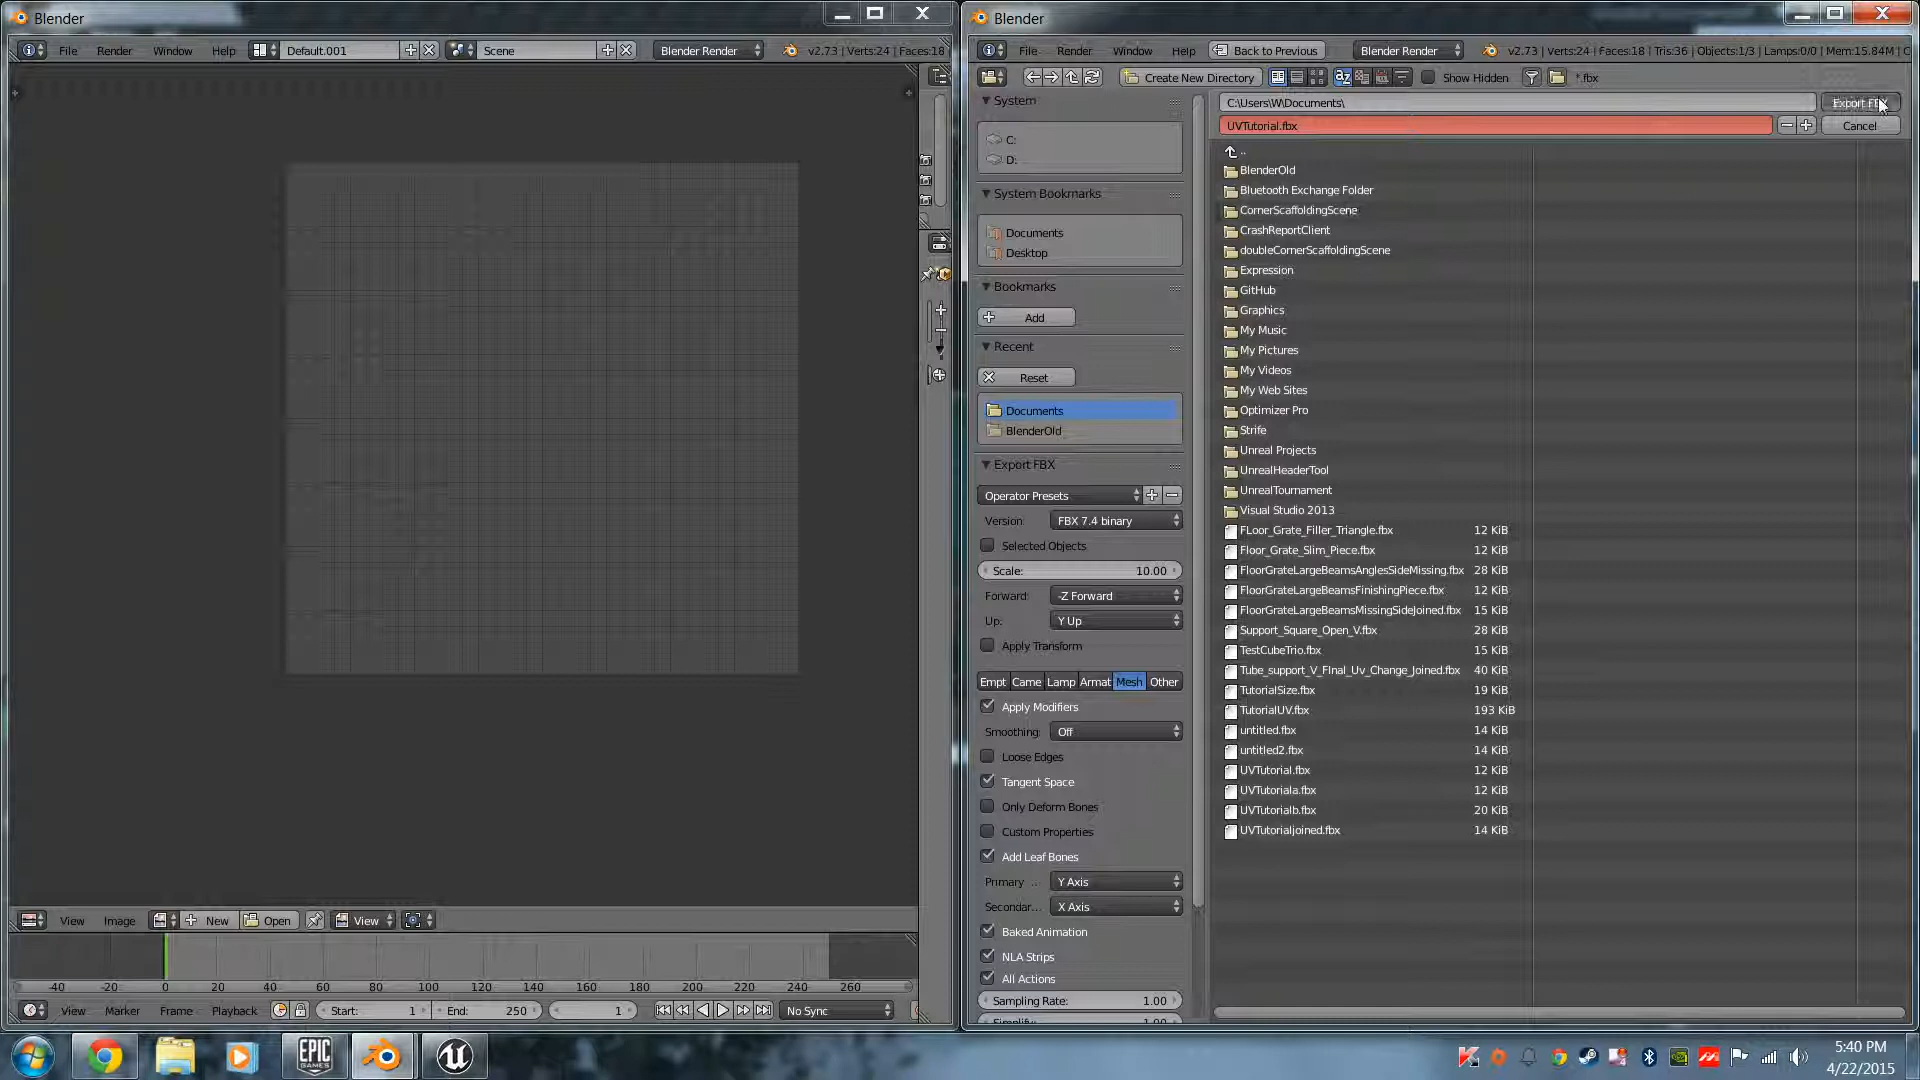 Blender
File Render Window Help Default.001 Scene Blender Render v2.73 | Verts:24 | Faces:18
View Image New Open View
-40 -20 0 20 40 60 80 100 120 140 160 180 200 220 240 260
View Marker Frame Playback Start: 1 End: 250 1 No Sync
Blender
File Render Window Help Back to Previous Blender Render v2.73 | Verts:24 | Faces:18 | Tris:36 | Objects:1/3 | Lamps:0/0 | Mem:15.84M | C
Create New Directory Show Hidden *.fbx
System
C:
D:
System Bookmarks
Documents
Desktop
Bookmarks
Add
Recent
Reset
Documents
BlenderOld
Export FBX
Operator Presets
Version: FBX 7.4 binary
Selected Objects
Scale: 10.00
Forward: -Z Forward
Up: Y Up
Apply Transform
Empt Came Lamp Armat Mesh Other
Apply Modifiers
Smoothing: Off
Loose Edges
Tangent Space
Only Deform Bones
Custom Properties
Add Leaf Bones
Primary ... Y Axis
Secondar... X Axis
Baked Animation
NLA Strips
All Actions
Sampling Rate: 1.00
C:\Users\W\Documents\ Export FBX
UVTutorial.fbx Cancel
..
BlenderOld
Bluetooth Exchange Folder
CornerScaffoldingScene
CrashReportClient
doubleCornerScaffoldingScene
Expression
GitHub
Graphics
My Music
My Pictures
My Videos
My Web Sites
Optimizer Pro
Strife
Unreal Projects
UnrealHeaderTool
UnrealTournament
Visual Studio 2013
FLoor_Grate_Filler_Triangle.fbx 12 KiB
Floor_Grate_Slim_Piece.fbx 12 KiB
FloorGrateLargeBeamsAnglesSideMissing.fbx 28 KiB
FloorGrateLargeBeamsFinishingPiece.fbx 12 KiB
FloorGrateLargeBeamsMissingSideJoined.fbx 15 KiB
Support_Square_Open_V.fbx 28 KiB
TestCubeTrio.fbx 15 KiB
Tube_support_V_FInal_Uv_Change_Joined.fbx 40 KiB
TutorialSize.fbx 19 KiB
TutorialUV.fbx 193 KiB
untitled.fbx 14 KiB
untitled2.fbx 14 KiB
UVTutorial.fbx 12 KiB
UVTutoriala.fbx 12 KiB
UVTutorialb.fbx 20 KiB
UVTutorialjoined.fbx 14 KiB
EPIC
GAMES
5:40 PM
4/22/2015